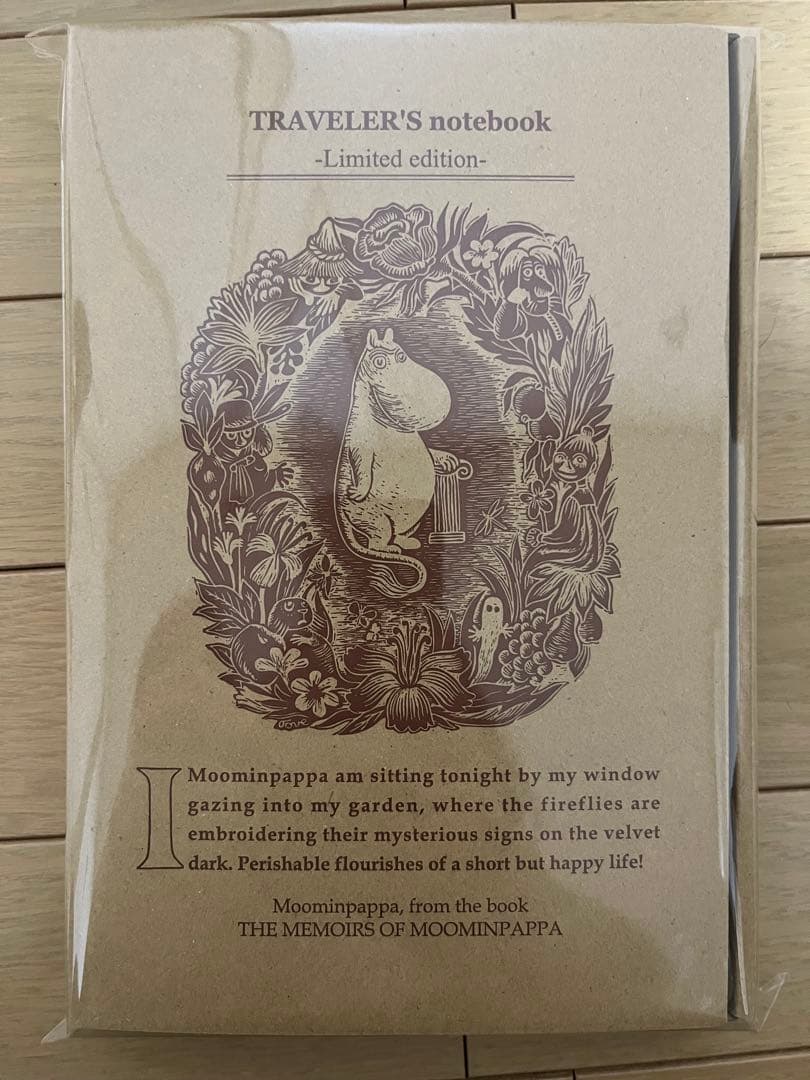 TRAVELER'S notebook
-Limited edition-
Tove
I Moominpappa am sitting tonight by my window
gazing into my garden, where the fireflies are
embroidering their mysterious signs on the velvet
dark. Perishable flourishes of a short but happy life!
Moominpappa, from the book
THE MEMOIRS OF MOOMINPAPPA